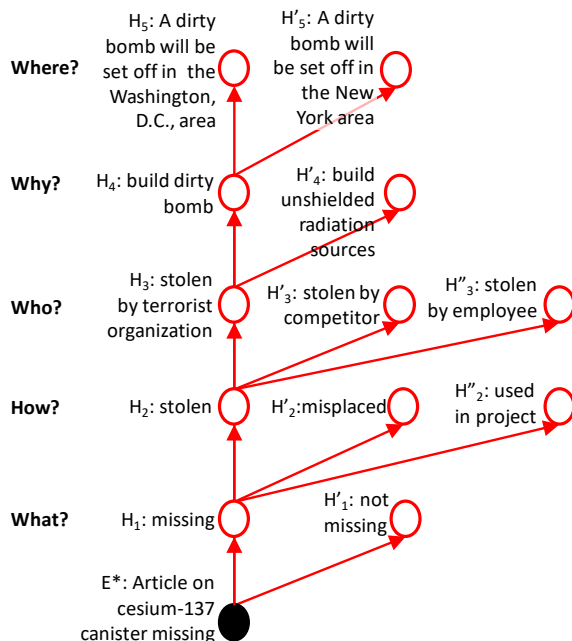 Where?
H₅: A dirty
bomb will be
set off in the
Washington,
D.C., area
H′₅: A dirty
bomb will
be set off in
the New
York area
Why?
H₄: build dirty
bomb
H′₄: build
unshielded
radiation
sources
Who?
H₃: stolen
by terrorist
organization
H′₃: stolen by
competitor
H″₃: stolen
by employee
How?
H₂: stolen
H′₂:misplaced
H″₂: used
in project
What?
H₁: missing
H′₁: not
missing
E*: Article on
cesium-137
canister missing